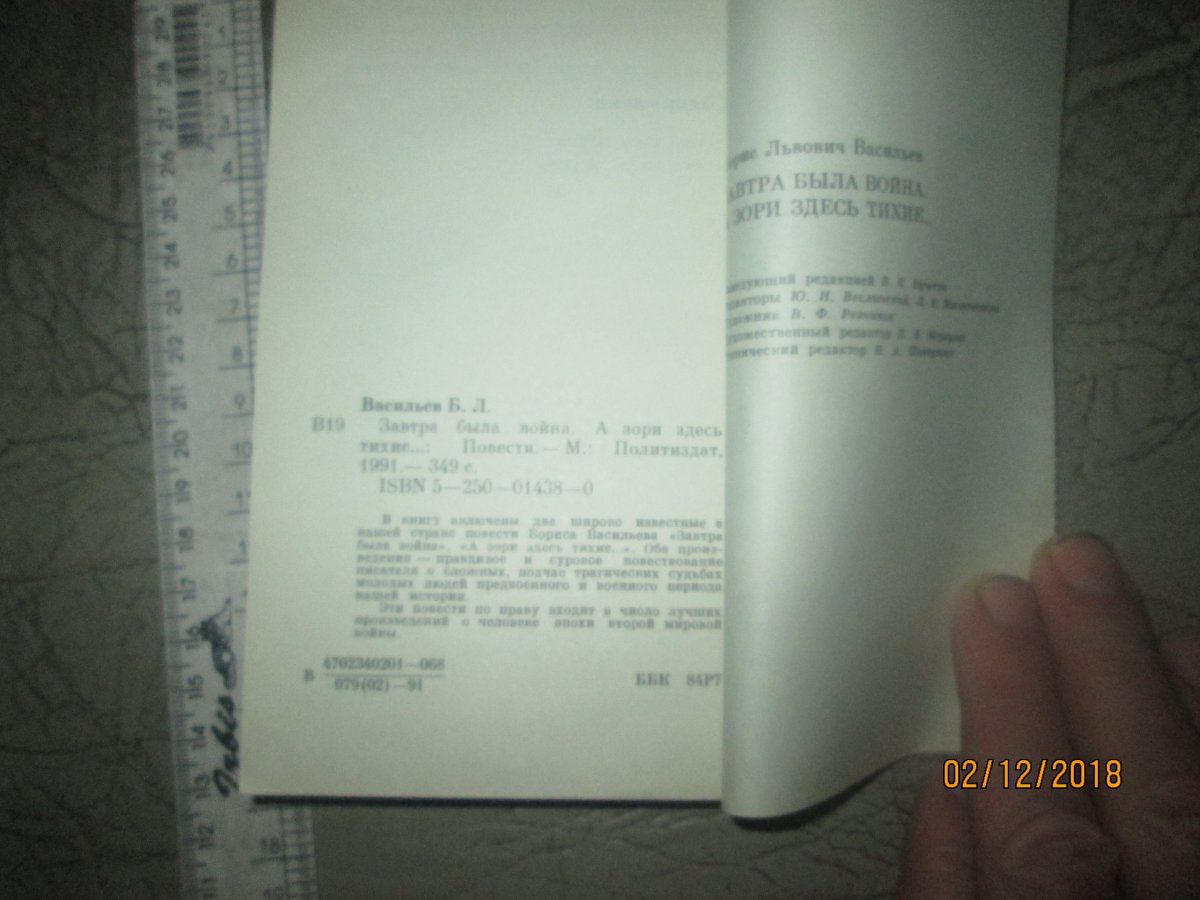 Васильев Б. Л.
В19 Завтра была война. А зори здесь
тихие...: Повести.— М.: Политиздат,
1991.— 349 с.
ISBN 5—250—01438—0
В книгу включены две широко известные в
нашей стране повести Бориса Васильева «Завтра
была война», «А зори здесь тихие...». Оба произ-
ведения — правдивое и суровое повествование
писателя о сложных, подчас трагических судьбах
молодых людей предвоенного и военного периода
нашей истории.
Эти повести по праву входят в число лучших
произведений о человеке эпохи второй мировой
войны.
В 4702340201—068
079(02)—91
ББК 84Р7
Львович Васильев
БЫЛА ВОЙНА
ЗОРИ ЗДЕСЬ ТИХИЕ...
редакцией
Ю. И.
В. Ф.
редактор
редактор
02/12/2018